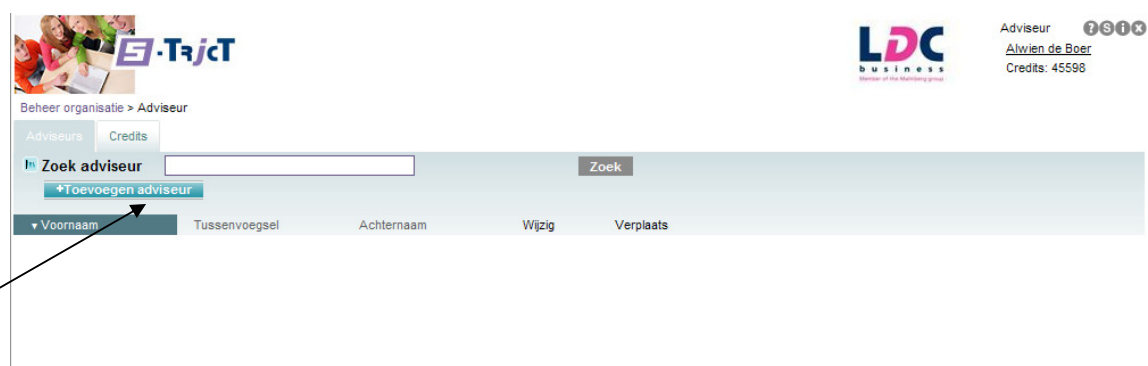 S-TRjcT
LDC
business
Member of the Malmberg group
Adviseur
Alwien de Boer
Credits: 45598
Beheer organisatie > Adviseur
Adviseurs Credits
Zoek adviseur Zoek
+Toevoegen adviseur
▾ Voornaam Tussenvoegsel Achternaam Wijzig Verplaats